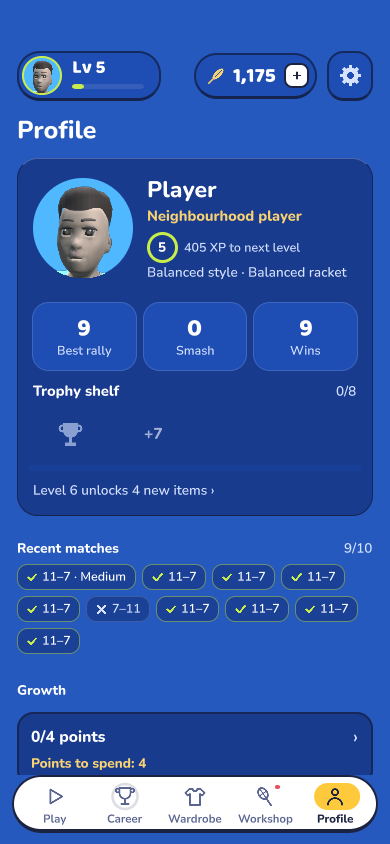 Lv 5
1,175 +
Profile
Player
Neighbourhood player
5 405 XP to next level
Balanced style · Balanced racket
9 0 9
Best rally Smash Wins
Trophy shelf 0/8
+7
Level 6 unlocks 4 new items ›
Recent matches 9/10
11–7 · Medium 11–7 11–7 11–7
11–7 7–11 11–7 11–7 11–7
11–7
Growth
0/4 points ›
Points to spend: 4
Play Career Wardrobe Workshop Profile